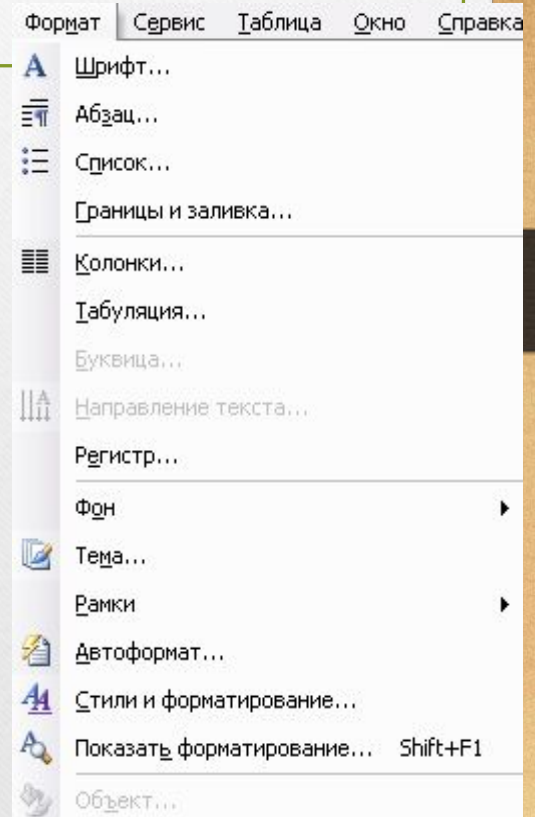 Формат Сервис Таблица Окно Справка
Шрифт...
Абзац...
Список...
Границы и заливка...
Колонки...
Табуляция...
Буквица...
Направление текста...
Регистр...
Фон
Тема...
Рамки
Автоформат...
Стили и форматирование...
Показать форматирование... Shift+F1
Объект...